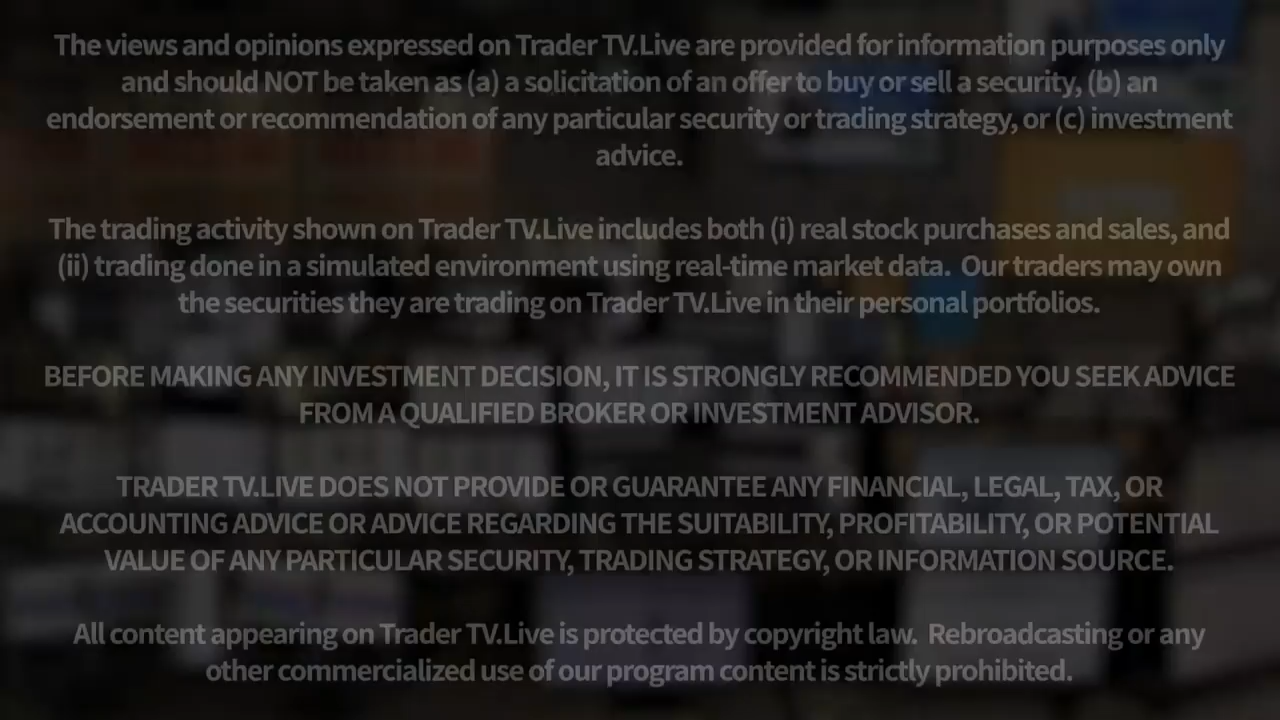 The views and opinions expressed on Trader TV.Live are provided for information purposes only
and should NOT be taken as (a) a solicitation of an offer to buy or sell a security, (b) an
endorsement or recommendation of any particular security or trading strategy, or (c) investment
advice.
The trading activity shown on Trader TV.Live includes both (i) real stock purchases and sales, and
(ii) trading done in a simulated environment using real-time market data.  Our traders may own
the securities they are trading on Trader TV.Live in their personal portfolios.
BEFORE MAKING ANY INVESTMENT DECISION, IT IS STRONGLY RECOMMENDED YOU SEEK ADVICE
FROM A QUALIFIED BROKER OR INVESTMENT ADVISOR.
TRADER TV.LIVE DOES NOT PROVIDE OR GUARANTEE ANY FINANCIAL, LEGAL, TAX, OR
ACCOUNTING ADVICE OR ADVICE REGARDING THE SUITABILITY, PROFITABILITY, OR POTENTIAL
VALUE OF ANY PARTICULAR SECURITY, TRADING STRATEGY, OR INFORMATION SOURCE.
All content appearing on Trader TV.Live is protected by copyright law.  Rebroadcasting or any
other commercialized use of our program content is strictly prohibited.